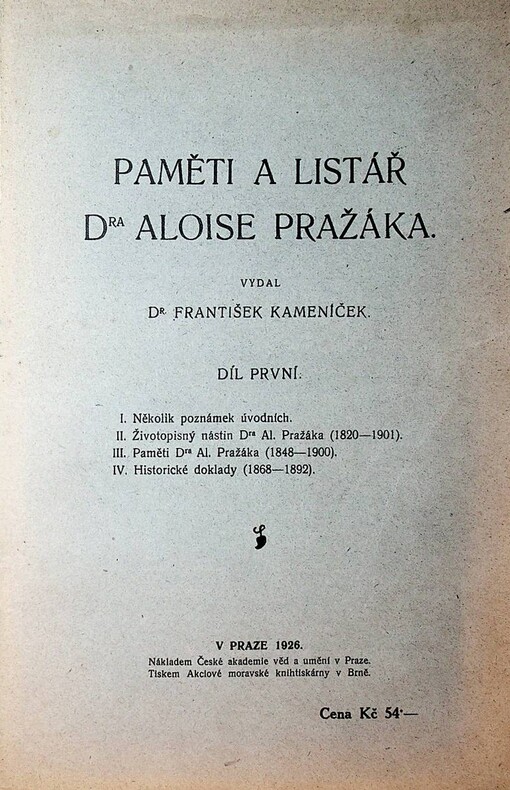 PAMĚTI A LISTÁŘ
DRA ALOISE PRAŽÁKA.
VYDAL
DR. FRANTIŠEK KAMENÍČEK.
DÍL PRVNÍ.
I. Několik poznámek úvodních.
II. Životopisný nástin Dra Al. Pražáka (1820—1901).
III. Paměti Dra Al. Pražáka (1848—1900).
IV. Historické doklady (1868—1892).
V PRAZE 1926.
Nákladem České akademie věd a umění v Praze.
Tiskem Akciové moravské knihtiskárny v Brně.
Cena Kč 54·—